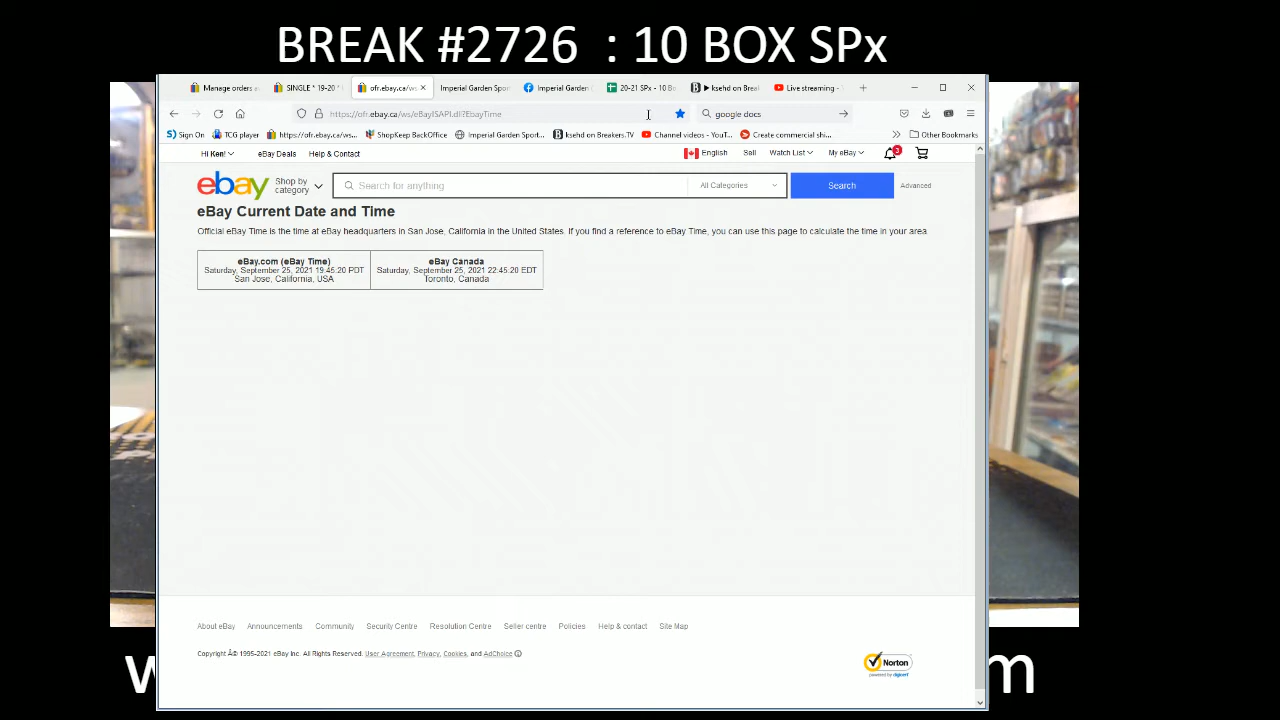 BREAK #2726 : 10 BOX SPx
Manage orders a
SINGLE * 19-20 *
ofr.ebay.ca/ws
Imperial Garden Spor
Imperial Garden C
20-21 SPx - 10 Bo
ksehd on Break
Live streaming -
https://ofr.ebay.ca/ws/eBayISAPI.dll?EbayTime
google docs
Sign On
TCG player
https://ofr.ebay.ca/ws...
ShopKeep BackOffice
Imperial Garden Sport...
ksehd on Breakers.TV
Channel videos - YouT...
Create commercial shi...
Other Bookmarks
Hi Ken!
eBay Deals
Help & Contact
English
Sell
Watch List
My eBay
3
ebay
Shop by category
Search for anything
All Categories
Search
Advanced
eBay Current Date and Time
Official eBay Time is the time at eBay headquarters in San Jose, California in the United States. If you find a reference to eBay Time, you can use this page to calculate the time in your area.
eBay.com (eBay Time)
Saturday, September 25, 2021 19:45:20 PDT
San Jose, California, USA
eBay Canada
Saturday, September 25, 2021 22:45:20 EDT
Toronto, Canada
About eBay
Announcements
Community
Security Centre
Resolution Centre
Seller centre
Policies
Help & contact
Site Map
Copyright Â© 1995-2021 eBay Inc. All Rights Reserved. User Agreement, Privacy, Cookies, and AdChoice
Norton
powered by digicert
w
m